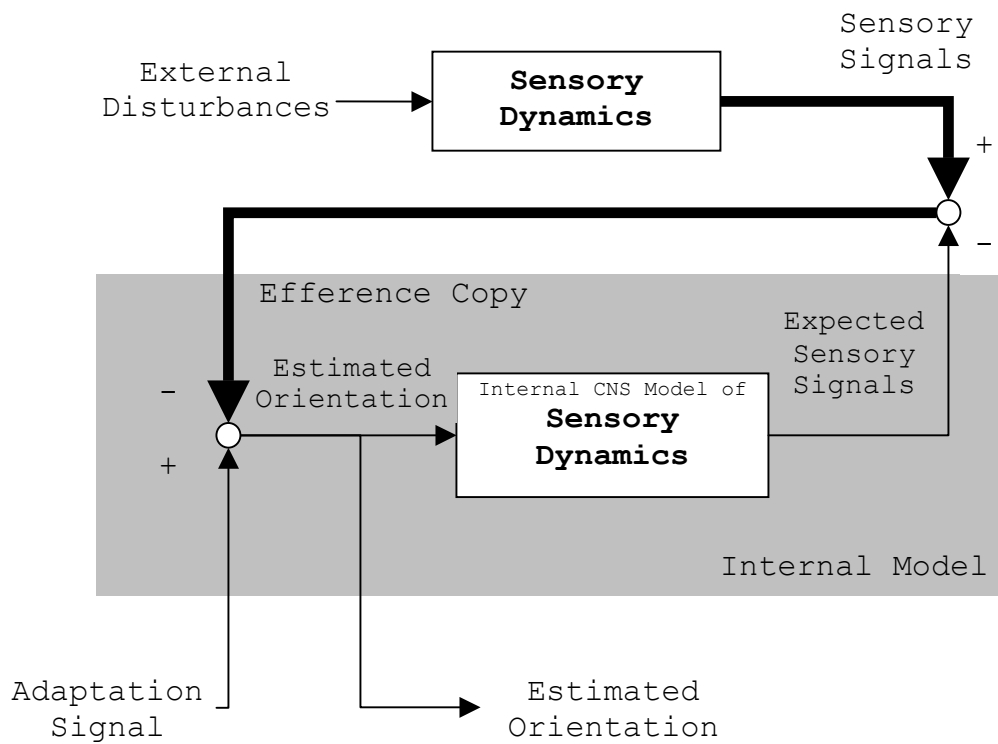 Sensory
Signals
External
Disturbances
Sensory
Dynamics
+
-
Efference Copy
Expected
Sensory
Signals
Estimated
Orientation
Internal CNS Model of
Sensory
Dynamics
-
+
Internal Model
Adaptation
Signal
Estimated
Orientation